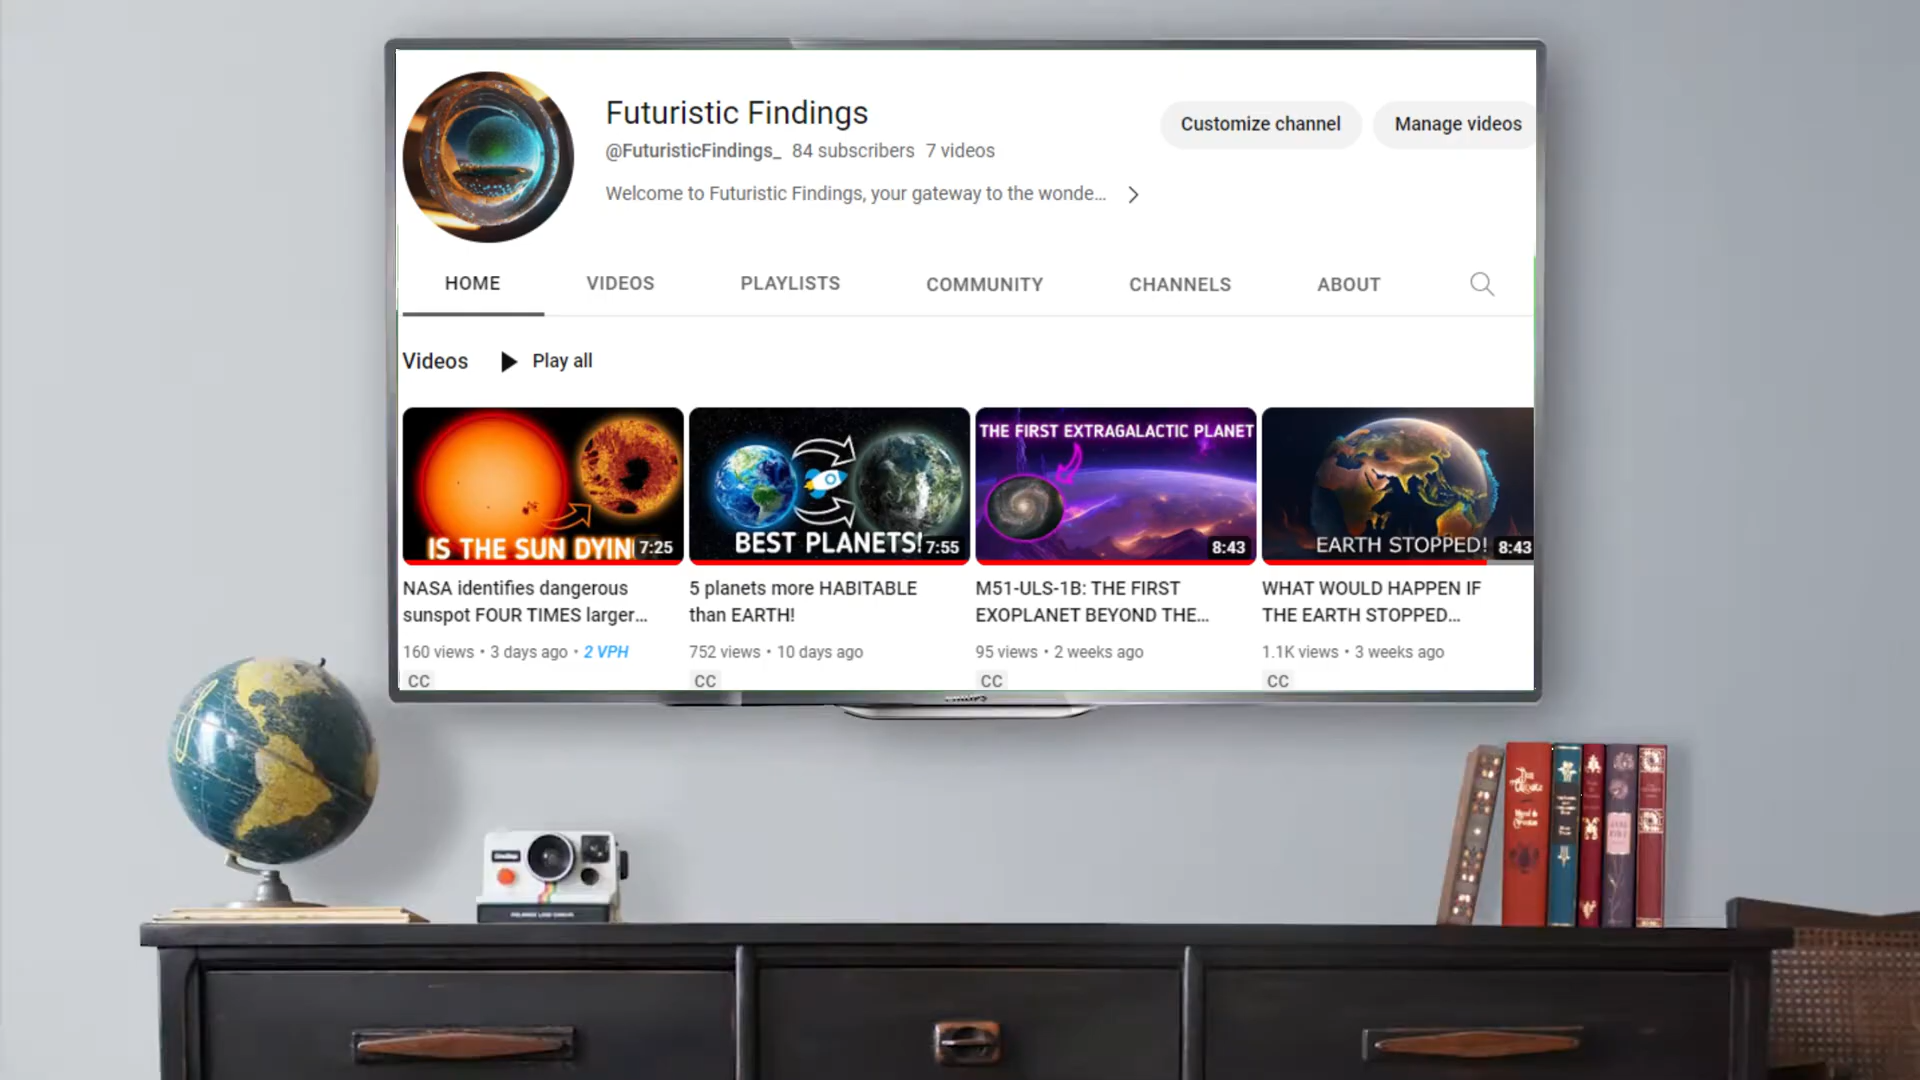 Futuristic Findings
Customize channel
Manage videos
@FuturisticFindings_ 84 subscribers 7 videos
Welcome to Futuristic Findings, your gateway to the wonde...
HOME
VIDEOS
PLAYLISTS
COMMUNITY
CHANNELS
ABOUT
Videos
Play all
IS THE SUN DYIN
7:25
BEST PLANETS!
7:55
THE FIRST EXTRAGALACTIC PLANET
8:43
EARTH STOPPED!
8:43
NASA identifies dangerous
sunspot FOUR TIMES larger...
160 views • 3 days ago • 2 VPH
CC
5 planets more HABITABLE
than EARTH!
752 views • 10 days ago
CC
M51-ULS-1B: THE FIRST
EXOPLANET BEYOND THE...
95 views • 2 weeks ago
CC
WHAT WOULD HAPPEN IF
THE EARTH STOPPED...
1.1K views • 3 weeks ago
CC
PHILIPS